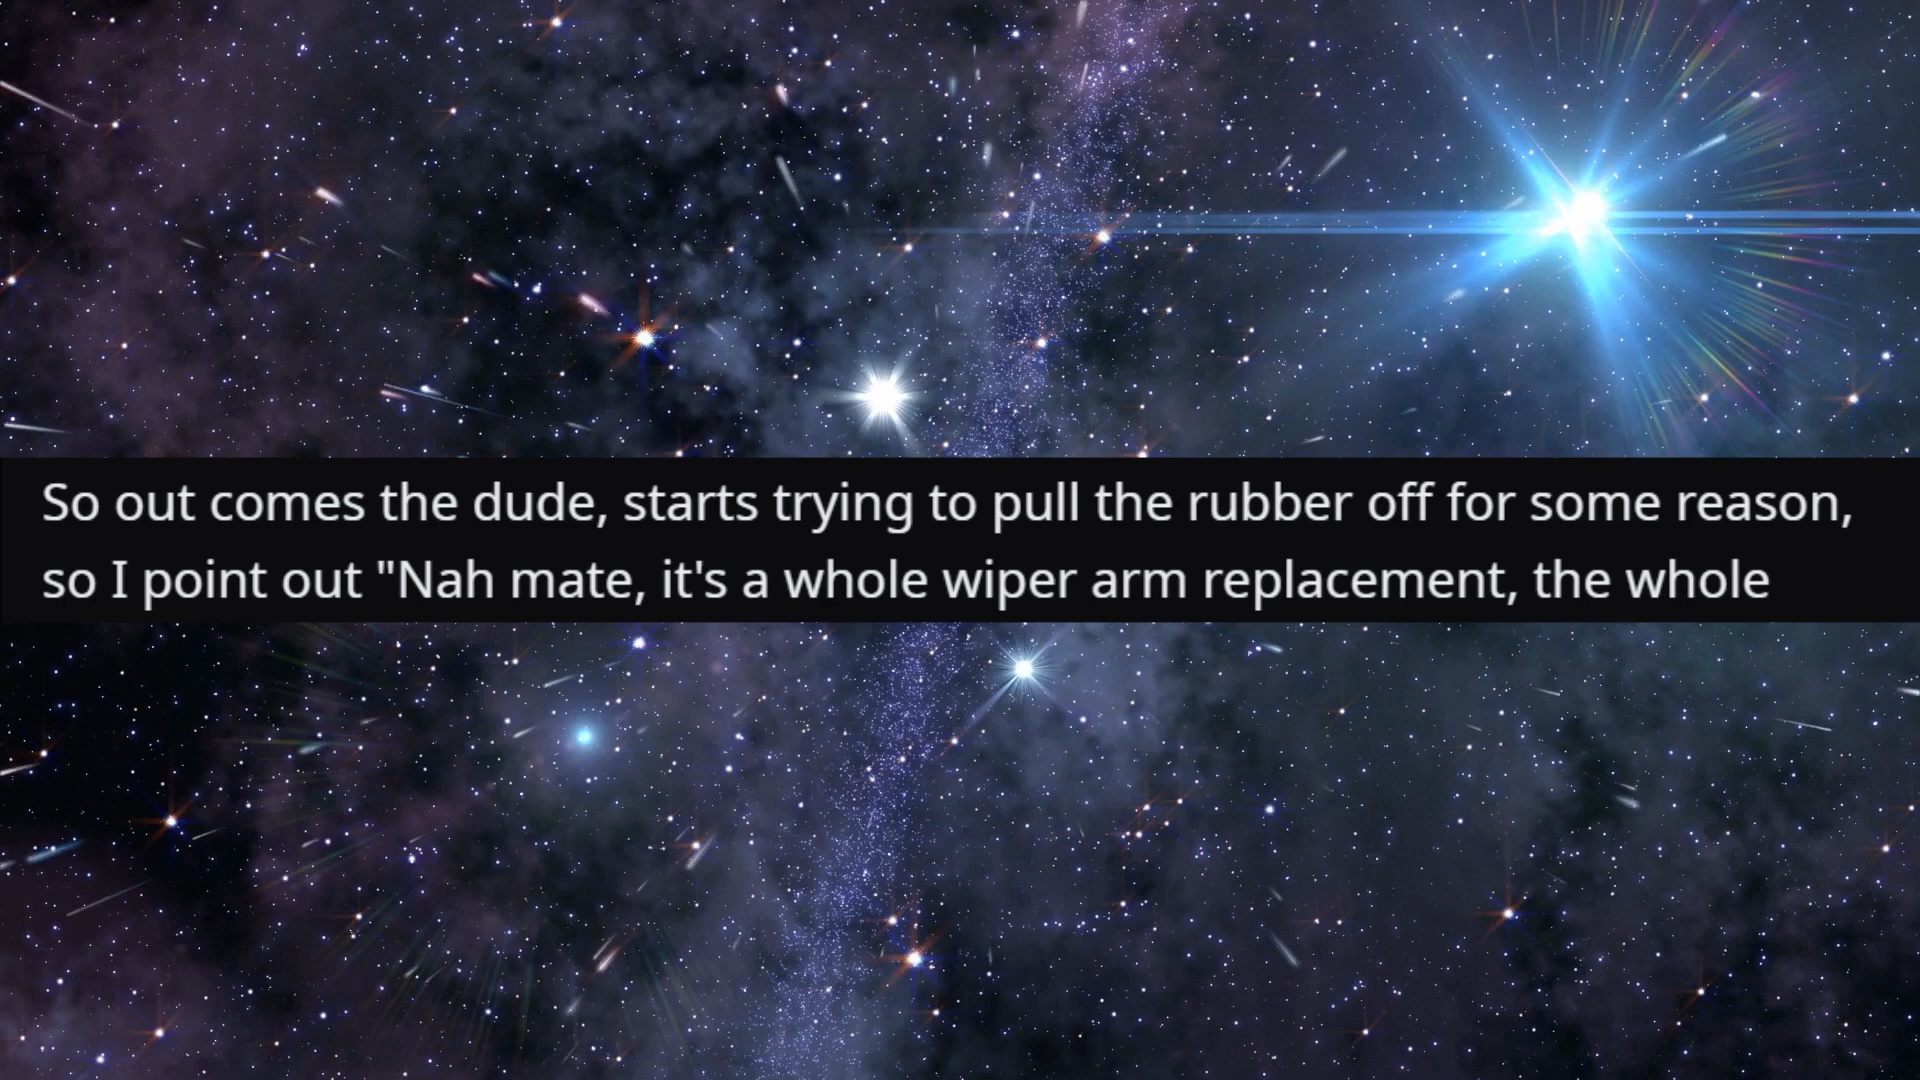 So out comes the dude, starts trying to pull the rubber off for some reason,
so I point out "Nah mate, it's a whole wiper arm replacement, the whole